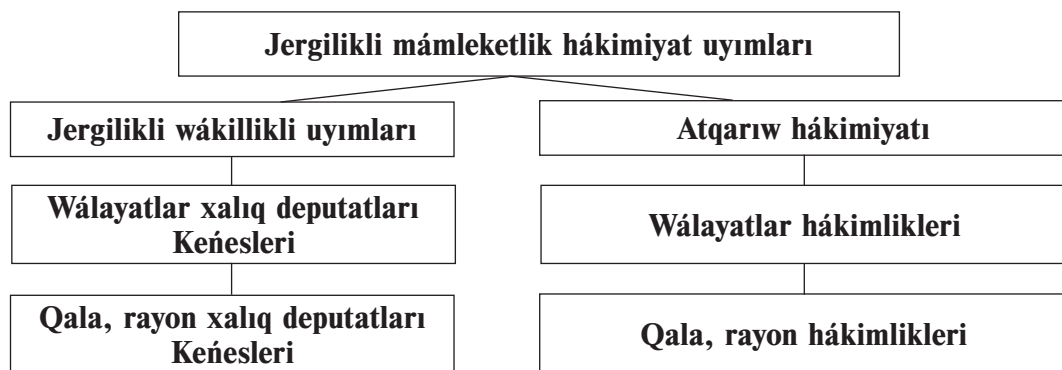 Jergilikli mámleketlik hákimiyat uyımları
Jergilikli wákillikli uyımları
Atqarıw hákimiyatı
Wálayatlar xalıq deputatları
Keńesleri
Wálayatlar hákimlikleri
Qala, rayon xalıq deputatları
Keńesleri
Qala, rayon hákimlikleri